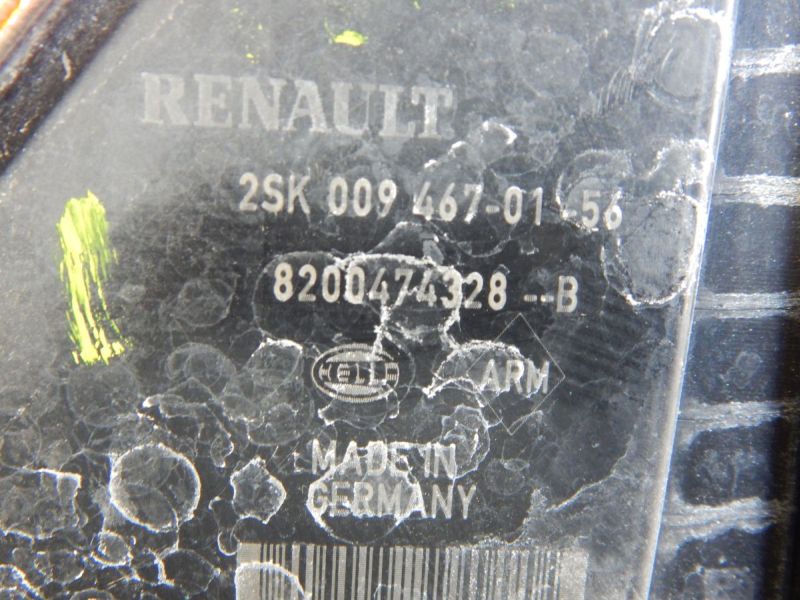 RENAULT
2SK 009 467-01 -56
8200474328 --B
HELLA
ARM
MADE IN
GERMANY